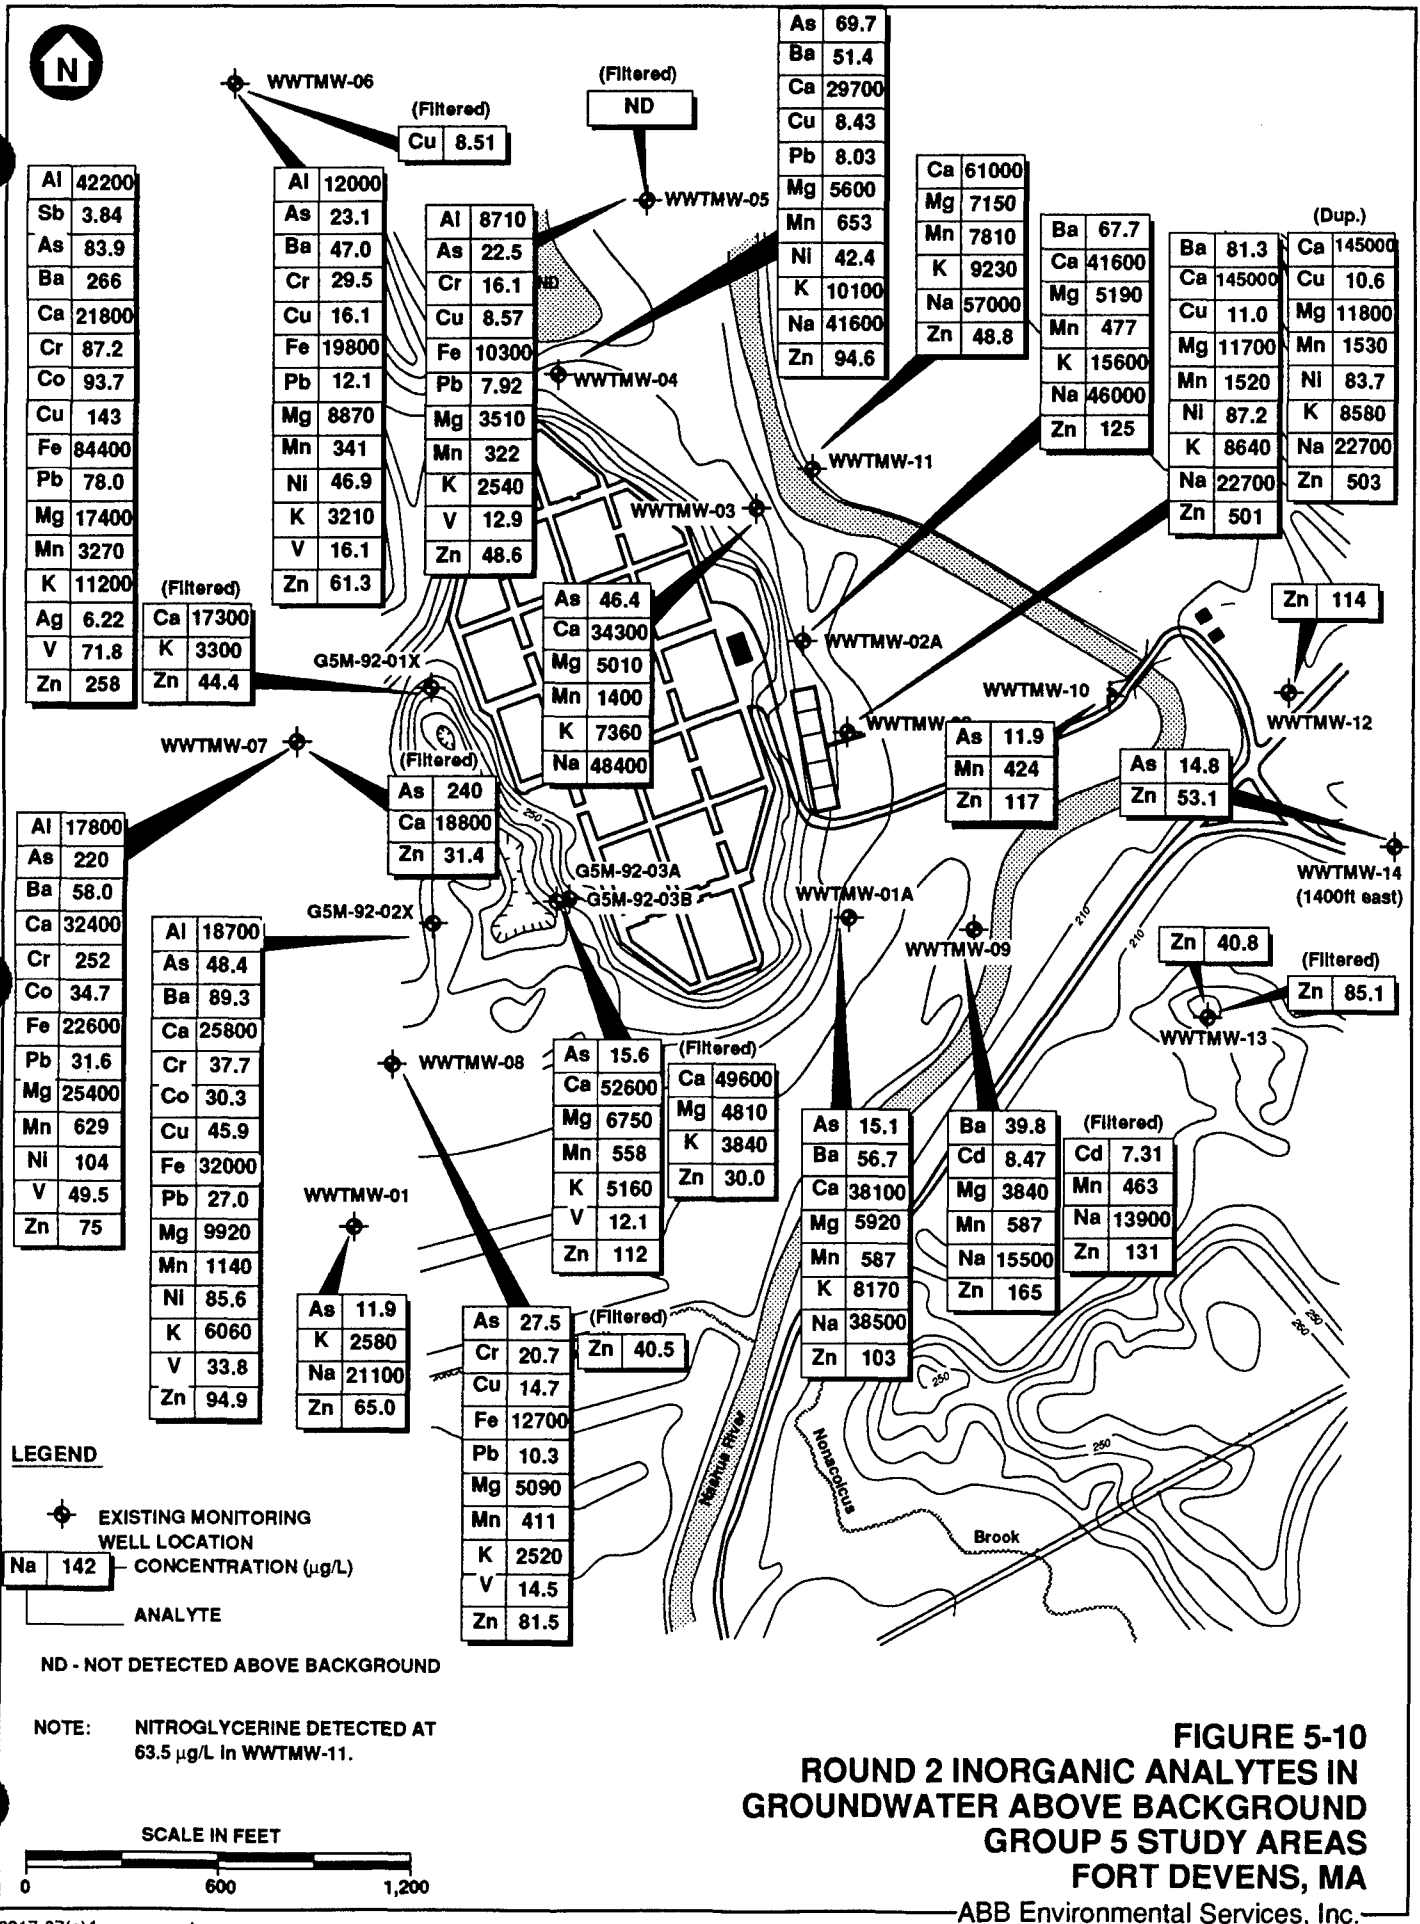 N
WWTMW-06
(Filtered)
Cu 8.51
(Filtered)
ND
WWTMW-05
As 69.7
Ba 51.4
Ca 29700
Cu 8.43
Pb 8.03
Mg 5600
Mn 653
Ni 42.4
K 10100
Na 41600
Zn 94.6
Al 42200
Sb 3.84
As 83.9
Ba 266
Ca 21800
Cr 87.2
Co 93.7
Cu 143
Fe 84400
Pb 78.0
Mg 17400
Mn 3270
K 11200
Ag 6.22
V 71.8
Zn 258
(Filtered)
Ca 17300
K 3300
Zn 44.4
Al 12000
As 23.1
Ba 47.0
Cr 29.5
Cu 16.1
Fe 19800
Pb 12.1
Mg 8870
Mn 341
Ni 46.9
K 3210
V 16.1
Zn 61.3
Al 8710
As 22.5
Cr 16.1
Cu 8.57
Fe 10300
Pb 7.92
Mg 3510
Mn 322
K 2540
V 12.9
Zn 48.6
ND
WWTMW-04
Ca 61000
Mg 7150
Mn 7810
K 9230
Na 57000
Zn 48.8
Ba 67.7
Ca 41600
Mg 5190
Mn 477
K 15600
Na 46000
Zn 125
Ba 81.3
Ca 145000
Cu 11.0
Mg 11700
Mn 1520
Ni 87.2
K 8640
Na 22700
Zn 501
(Dup.)
Ca 145000
Cu 10.6
Mg 11800
Mn 1530
Ni 83.7
K 8580
Na 22700
Zn 503
WWTMW-11
WWTMW-03
As 46.4
Ca 34300
Mg 5010
Mn 1400
K 7360
Na 48400
Zn 114
WWTMW-12
WWTMW-02A
G5M-92-01X
WWTMW-10
As 11.9
Mn 424
Zn 117
As 14.8
Zn 53.1
WWTMW-14
(1400ft east)
WWTMW-07
(Filtered)
As 240
Ca 18800
Zn 31.4
250
G5M-92-03A
G5M-92-03B
G5M-92-02X
WWTMW-01A
WWTMW-09
210
210
Zn 40.8
(Filtered)
Zn 85.1
WWTMW-13
Al 17800
As 220
Ba 58.0
Ca 32400
Cr 252
Co 34.7
Fe 22600
Pb 31.6
Mg 25400
Mn 629
Ni 104
V 49.5
Zn 75
Al 18700
As 48.4
Ba 89.3
Ca 25800
Cr 37.7
Co 30.3
Cu 45.9
Fe 32000
Pb 27.0
Mg 9920
Mn 1140
Ni 85.6
K 6060
V 33.8
Zn 94.9
WWTMW-08
WWTMW-01
As 11.9
K 2580
Na 21100
Zn 65.0
As 15.6
Ca 52600
Mg 6750
Mn 558
K 5160
V 12.1
Zn 112
(Filtered)
Ca 49600
Mg 4810
K 3840
Zn 30.0
As 15.1
Ba 56.7
Ca 38100
Mg 5920
Mn 587
K 8170
Na 38500
Zn 103
Ba 39.8
Cd 8.47
Mg 3840
Mn 587
Na 15500
Zn 165
(Filtered)
Cd 7.31
Mn 463
Na 13900
Zn 131
As 27.5
Cr 20.7
Cu 14.7
Fe 12700
Pb 10.3
Mg 5090
Mn 411
K 2520
V 14.5
Zn 81.5
(Filtered)
Zn 40.5
250
250
250
260
Nashua River
Nonacoicus
Brook
LEGEND
EXISTING MONITORING
WELL LOCATION
Na 142
CONCENTRATION (µg/L)
ANALYTE
ND - NOT DETECTED ABOVE BACKGROUND
NOTE: NITROGLYCERINE DETECTED AT
63.5 µg/L in WWTMW-11.
SCALE IN FEET
0 600 1,200
FIGURE 5-10
ROUND 2 INORGANIC ANALYTES IN
GROUNDWATER ABOVE BACKGROUND
GROUP 5 STUDY AREAS
FORT DEVENS, MA
ABB Environmental Services, Inc.